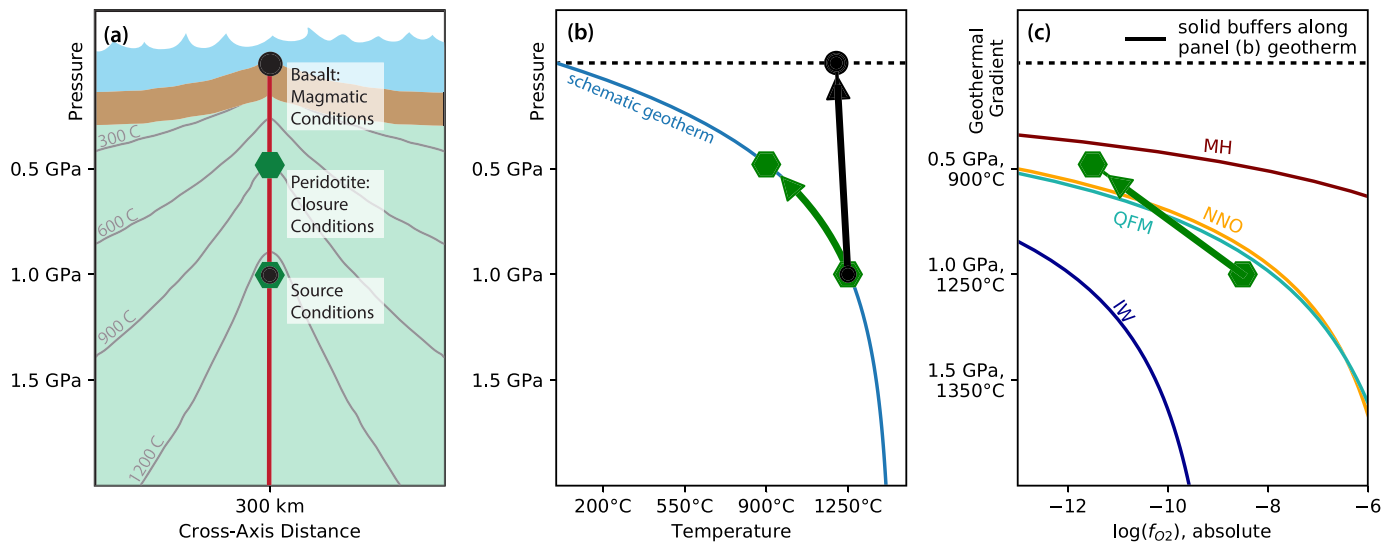 (a)
Pressure
0.5 GPa
1.0 GPa
1.5 GPa
300 C
600 C
900 C
1200 C
Basalt:
Magmatic
Conditions
Peridotite:
Closure
Conditions
Source
Conditions
300 km
Cross-Axis Distance
(b)
Pressure
0.5 GPa
1.0 GPa
1.5 GPa
schematic geotherm
200°C
550°C
900°C
1250°C
Temperature
(c)
solid buffers along
panel (b) geotherm
Geothermal
Gradient
0.5 GPa,
900°C
1.0 GPa,
1250°C
1.5 GPa,
1350°C
MH
NNO
QFM
IW
−12
−10
−8
−6
log(fO2), absolute